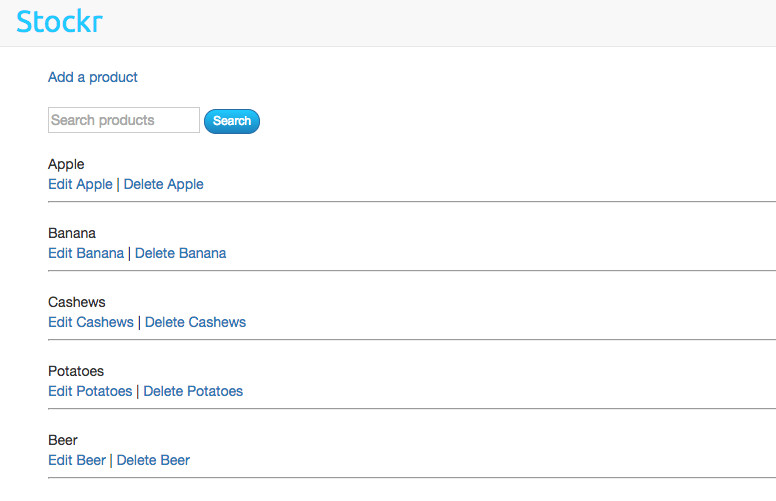 Stockr
Add a product
Search products Search
Apple
Edit Apple | Delete Apple
Banana
Edit Banana | Delete Banana
Cashews
Edit Cashews | Delete Cashews
Potatoes
Edit Potatoes | Delete Potatoes
Beer
Edit Beer | Delete Beer